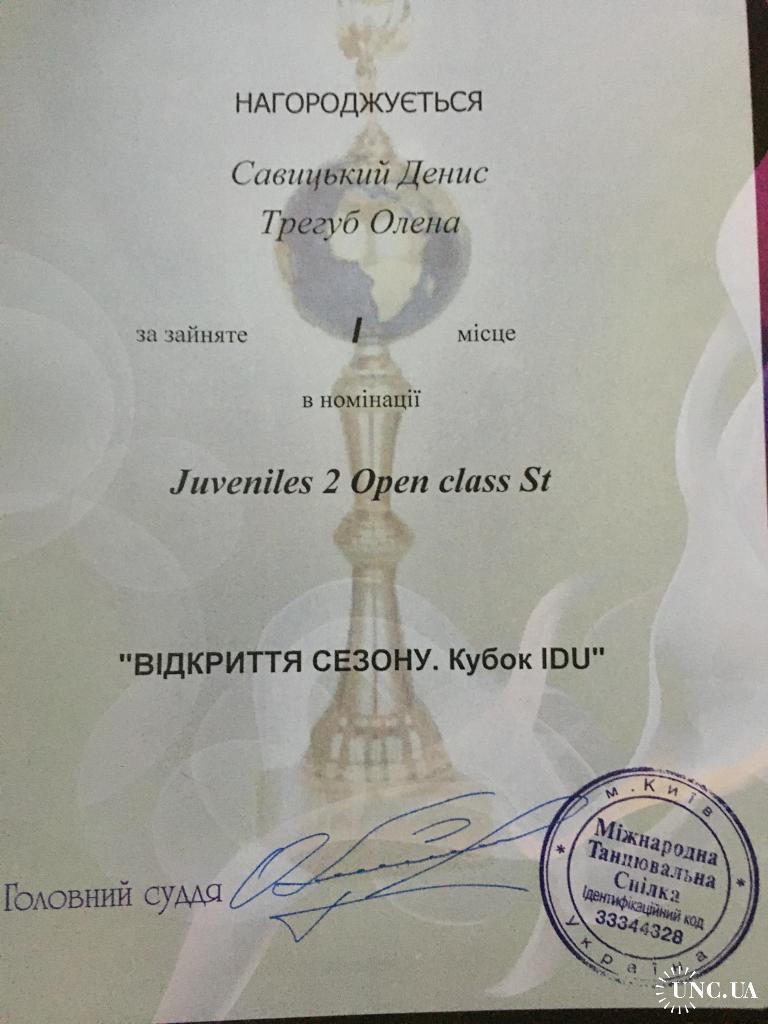 НАГОРОДЖУЄТЬСЯ
Савицький Денис
Трегуб Олена
за зайняте I місце
в номінації
Juveniles 2 Open class St
"ВІДКРИТТЯ СЕЗОНУ. Кубок IDU"
Головний суддя
м. Київ
Міжнародна
Танцювальна
Спілка
Ідентифікаційний код
33344328
Україна
UNC.UA